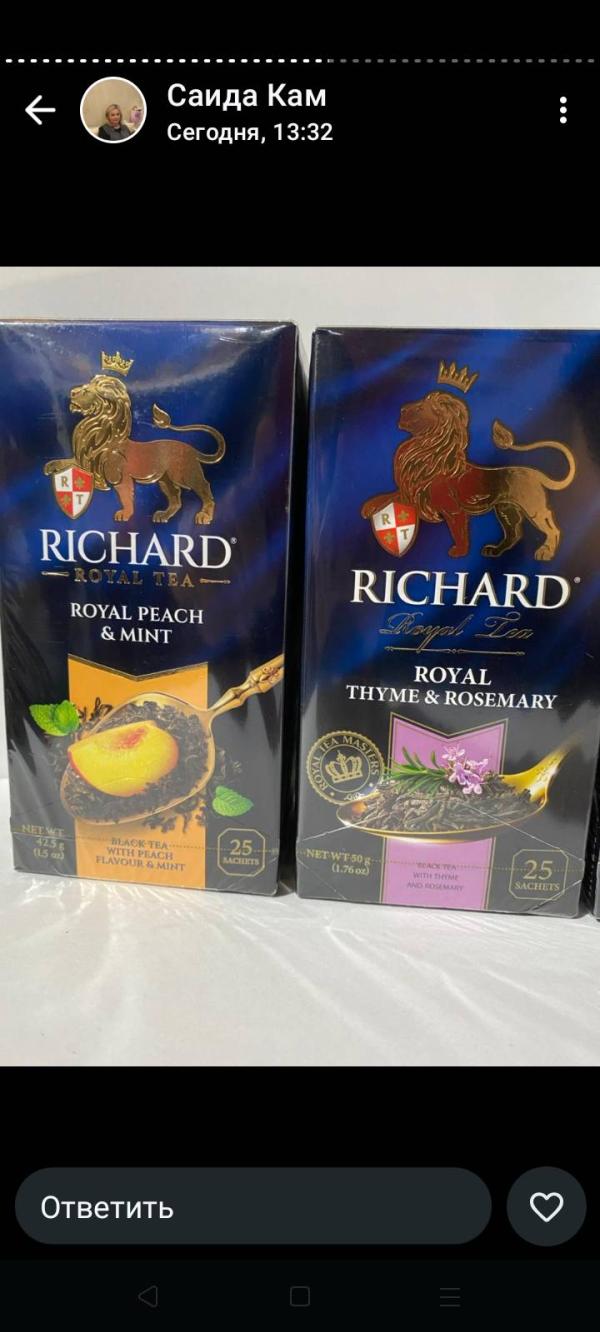 Саида Кам
Сегодня, 13:32
R T
RICHARD®
ROYAL TEA
ROYAL PEACH
& MINT
NET WT
42.5 g
(1.5 oz)
BLACK TEA
WITH PEACH
FLAVOUR & MINT
25
SACHETS
R T
RICHARD®
Royal Tea
ROYAL
THYME & ROSEMARY
ROYAL TEA MASTERS
NET WT 50 g
(1.76 oz)
BLACK TEA
WITH THYME
AND ROSEMARY
25
SACHETS
Ответить